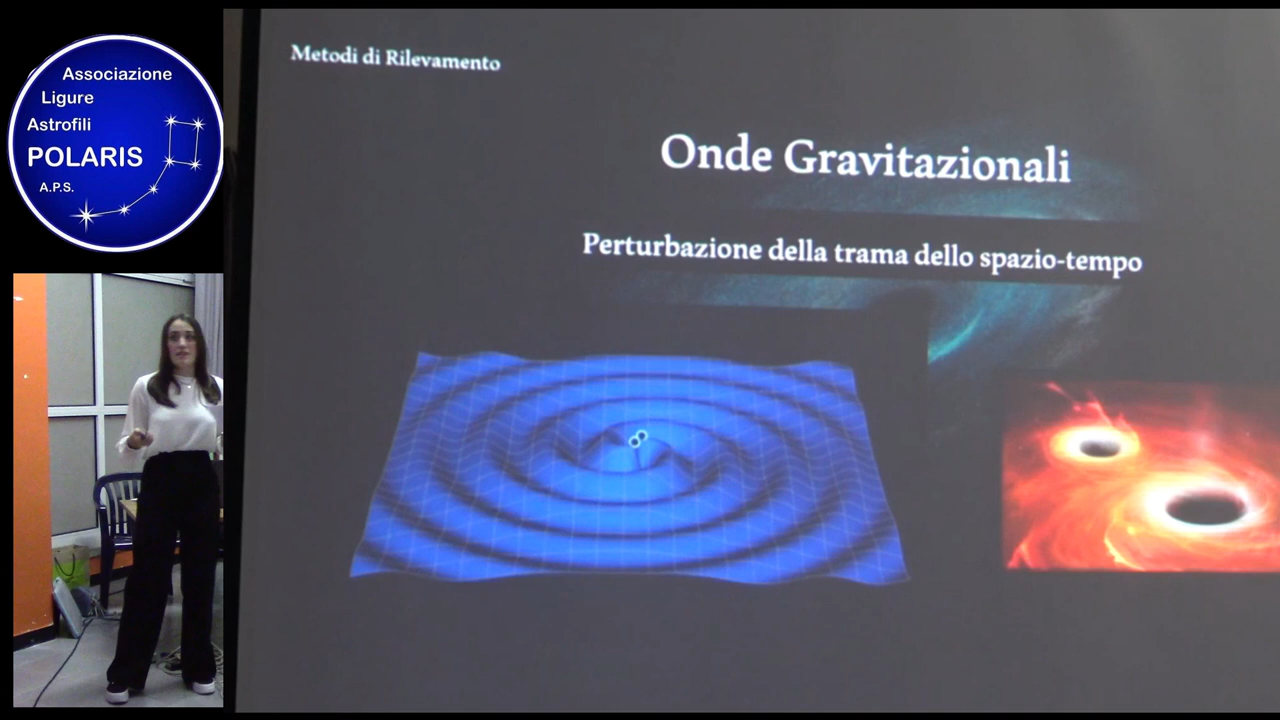 Associazione
Ligure
Astrofili
POLARIS
A.P.S.
Metodi di Rilevamento
Onde Gravitazionali
Perturbazione della trama dello spazio-tempo